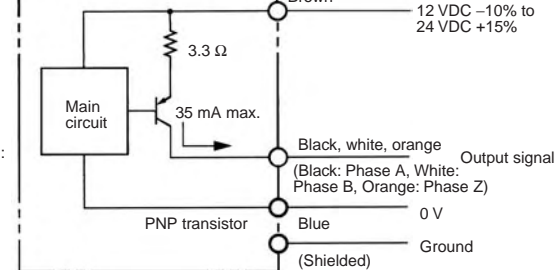 Brown
12 VDC –10% to
24 VDC +15%
3.3 Ω
Main
circuit
35 mA max.
:
Black, white, orange
Output signal
(Black: Phase A, White:
Phase B, Orange: Phase Z)
0 V
PNP transistor
Blue
Ground
(Shielded)